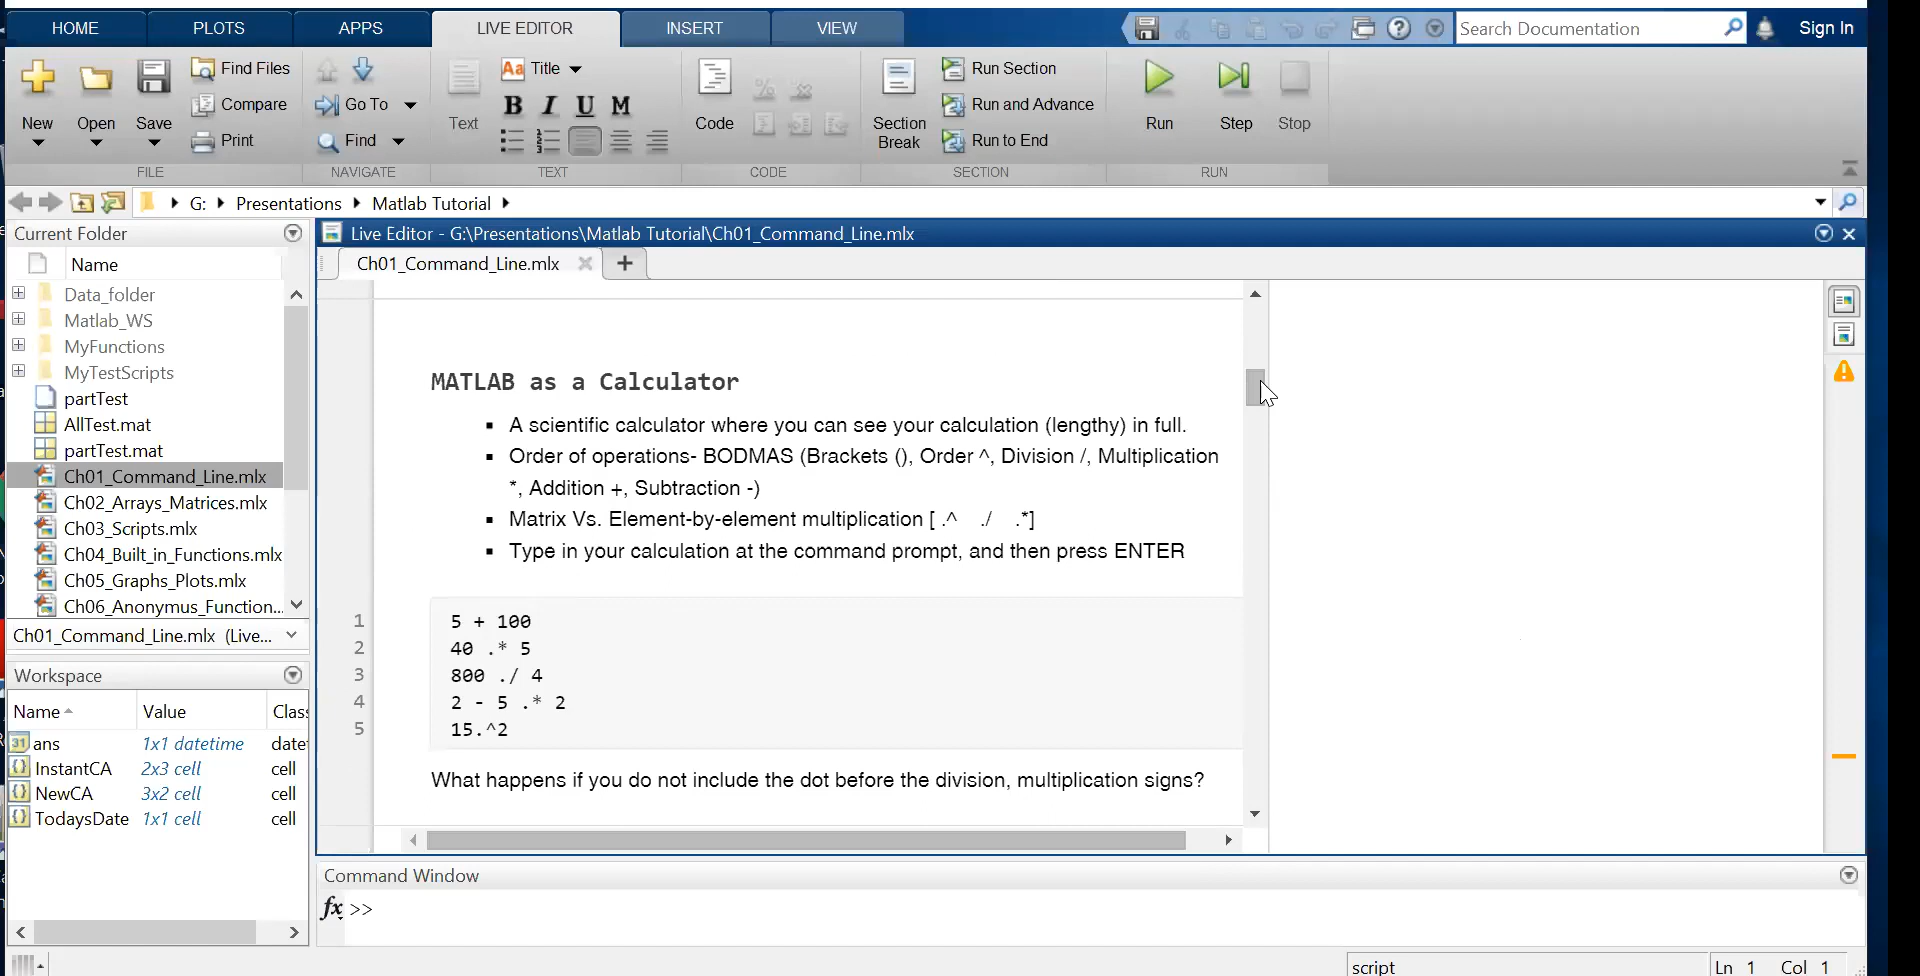 HOME PLOTS APPS LIVE EDITOR INSERT VIEW Search Documentation Sign In
New Open Save Find Files Compare Print
FILE
Go To Find
NAVIGATE
Text Aa Title B I U M
TEXT
Code
CODE
Section Break Run Section Run and Advance Run to End
SECTION
Run Step Stop
RUN
G: Presentations Matlab Tutorial
Current Folder
Name
Data_folder
Matlab_WS
MyFunctions
MyTestScripts
partTest
AllTest.mat
partTest.mat
Ch01_Command_Line.mlx
Ch02_Arrays_Matrices.mlx
Ch03_Scripts.mlx
Ch04_Built_in_Functions.mlx
Ch05_Graphs_Plots.mlx
Ch06_Anonymus_Function...
Ch01_Command_Line.mlx (Live...
Workspace
Name Value Class
ans 1x1 datetime date
InstantCA 2x3 cell cell
NewCA 3x2 cell cell
TodaysDate 1x1 cell cell
Live Editor - G:\Presentations\Matlab Tutorial\Ch01_Command_Line.mlx
Ch01_Command_Line.mlx
MATLAB as a Calculator
A scientific calculator where you can see your calculation (lengthy) in full.
Order of operations- BODMAS (Brackets (), Order ^, Division /, Multiplication
*, Addition +, Subtraction -)
Matrix Vs. Element-by-element multiplication [ .^ ./ .*]
Type in your calculation at the command prompt, and then press ENTER
1 5 + 100
2 40 .* 5
3 800 ./ 4
4 2 - 5 .* 2
5 15.^2
What happens if you do not include the dot before the division, multiplication signs?
Command Window
fx >>
script Ln 1 Col 1